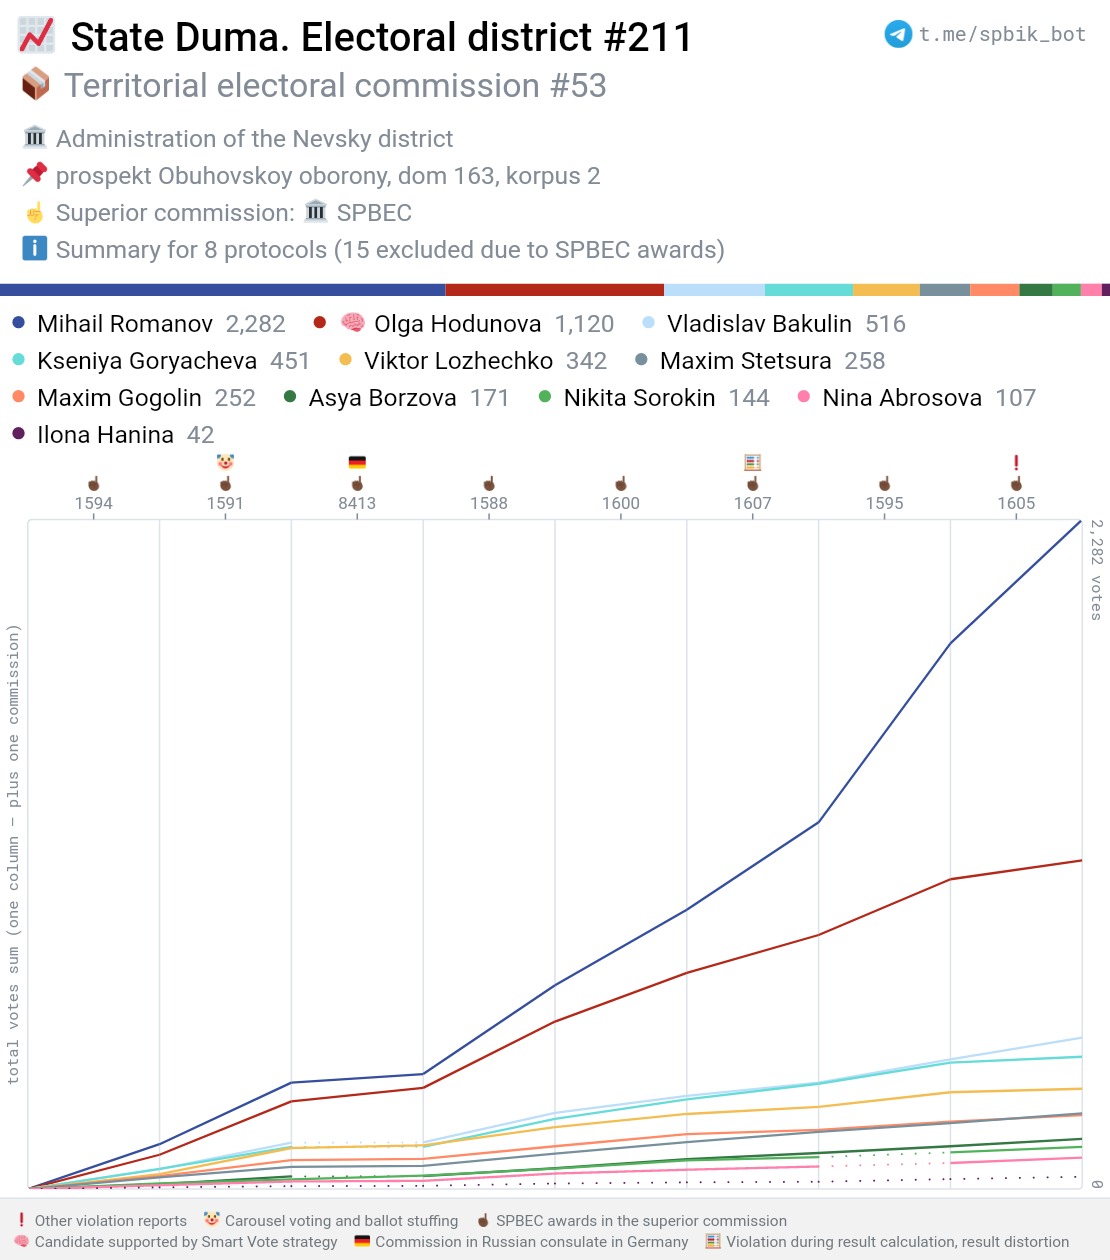 State Duma. Electoral district #211
t.me/spbik_bot
Territorial electoral commission #53
Administration of the Nevsky district
prospekt Obuhovskoy oborony, dom 163, korpus 2
Superior commission: SPBEC
Summary for 8 protocols (15 excluded due to SPBEC awards)
Mihail Romanov 2,282 Olga Hodunova 1,120 Vladislav Bakulin 516
Kseniya Goryacheva 451 Viktor Lozhechko 342 Maxim Stetsura 258
Maxim Gogolin 252 Asya Borzova 171 Nikita Sorokin 144 Nina Abrosova 107
Ilona Hanina 42
1594 1591 8413 1588 1600 1607 1595 1605
2,282 votes
total votes sum (one column — plus one commission)
0
Other violation reports Carousel voting and ballot stuffing SPBEC awards in the superior commission
Candidate supported by Smart Vote strategy Commission in Russian consulate in Germany Violation during result calculation, result distortion